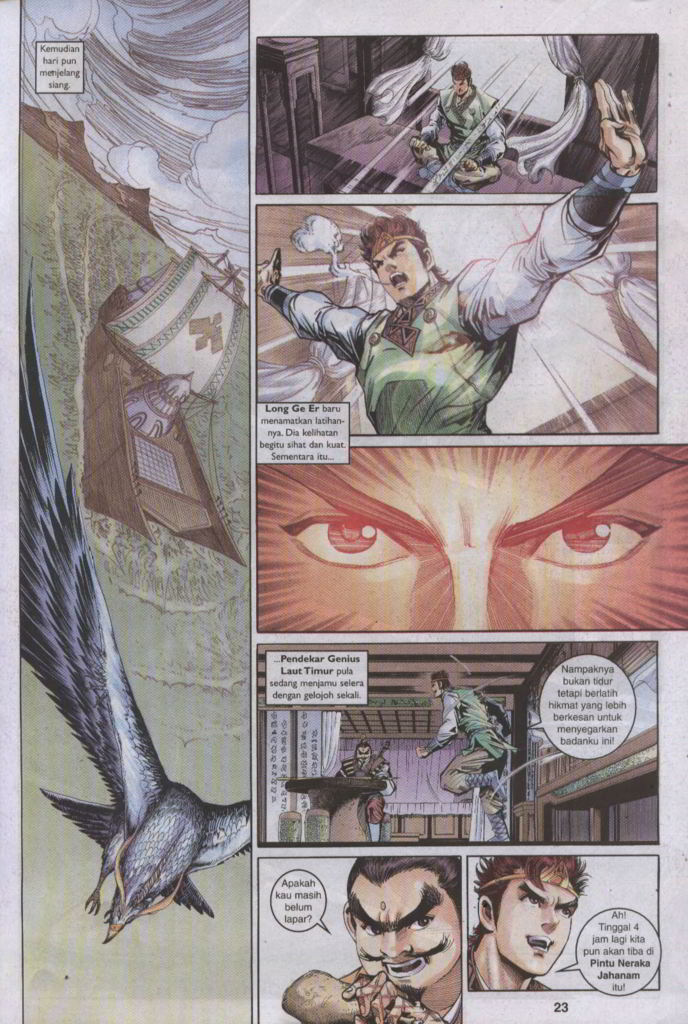 Kemudian
hari pun
menjelang
siang.
Long Ge Er baru
menamatkan latihan-
nya. Dia kelihatan
begitu sihat dan kuat.
Sementara itu...
...Pendekar Genius
Laut Timur pula
sedang menjamu selera
dengan gelojoh sekali.
Nampaknya
bukan tidur
tetapi berlatih
hikmat yang lebih
berkesan untuk
menyegarkan
badanku ini!
Apakah
kau masih
belum
lapar?
Ah!
Tinggal 4
jam lagi kita
pun akan tiba di
Pintu Neraka
Jahanam
itu!
23